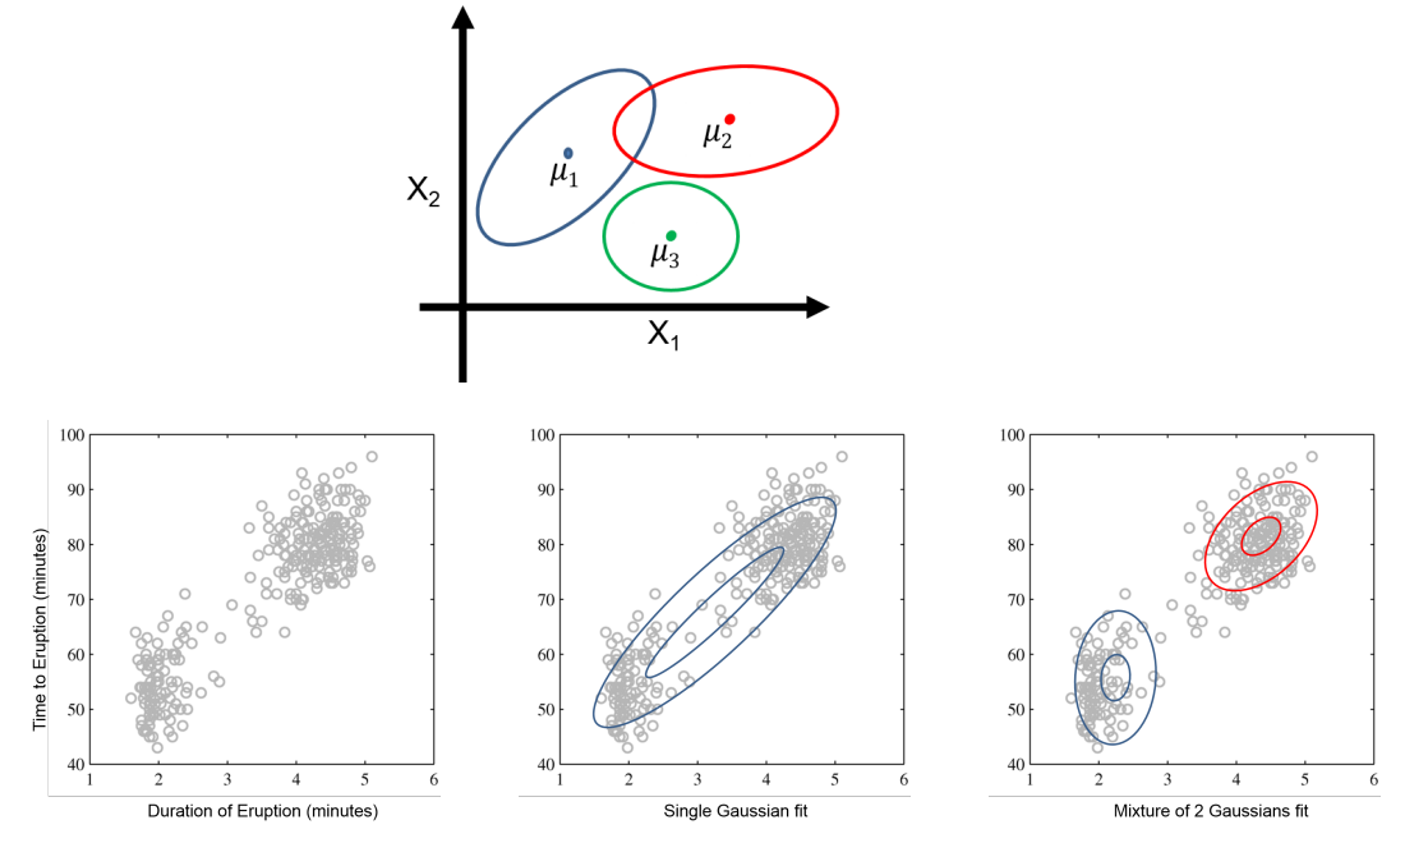 X₂
μ₁
μ₂
μ₃
X₁
Time to Eruption (minutes)
100
90
80
70
60
50
40
1 2 3 4 5 6
Duration of Eruption (minutes)
100
90
80
70
60
50
40
1 2 3 4 5 6
Single Gaussian fit
100
90
80
70
60
50
40
1 2 3 4 5 6
Mixture of 2 Gaussians fit